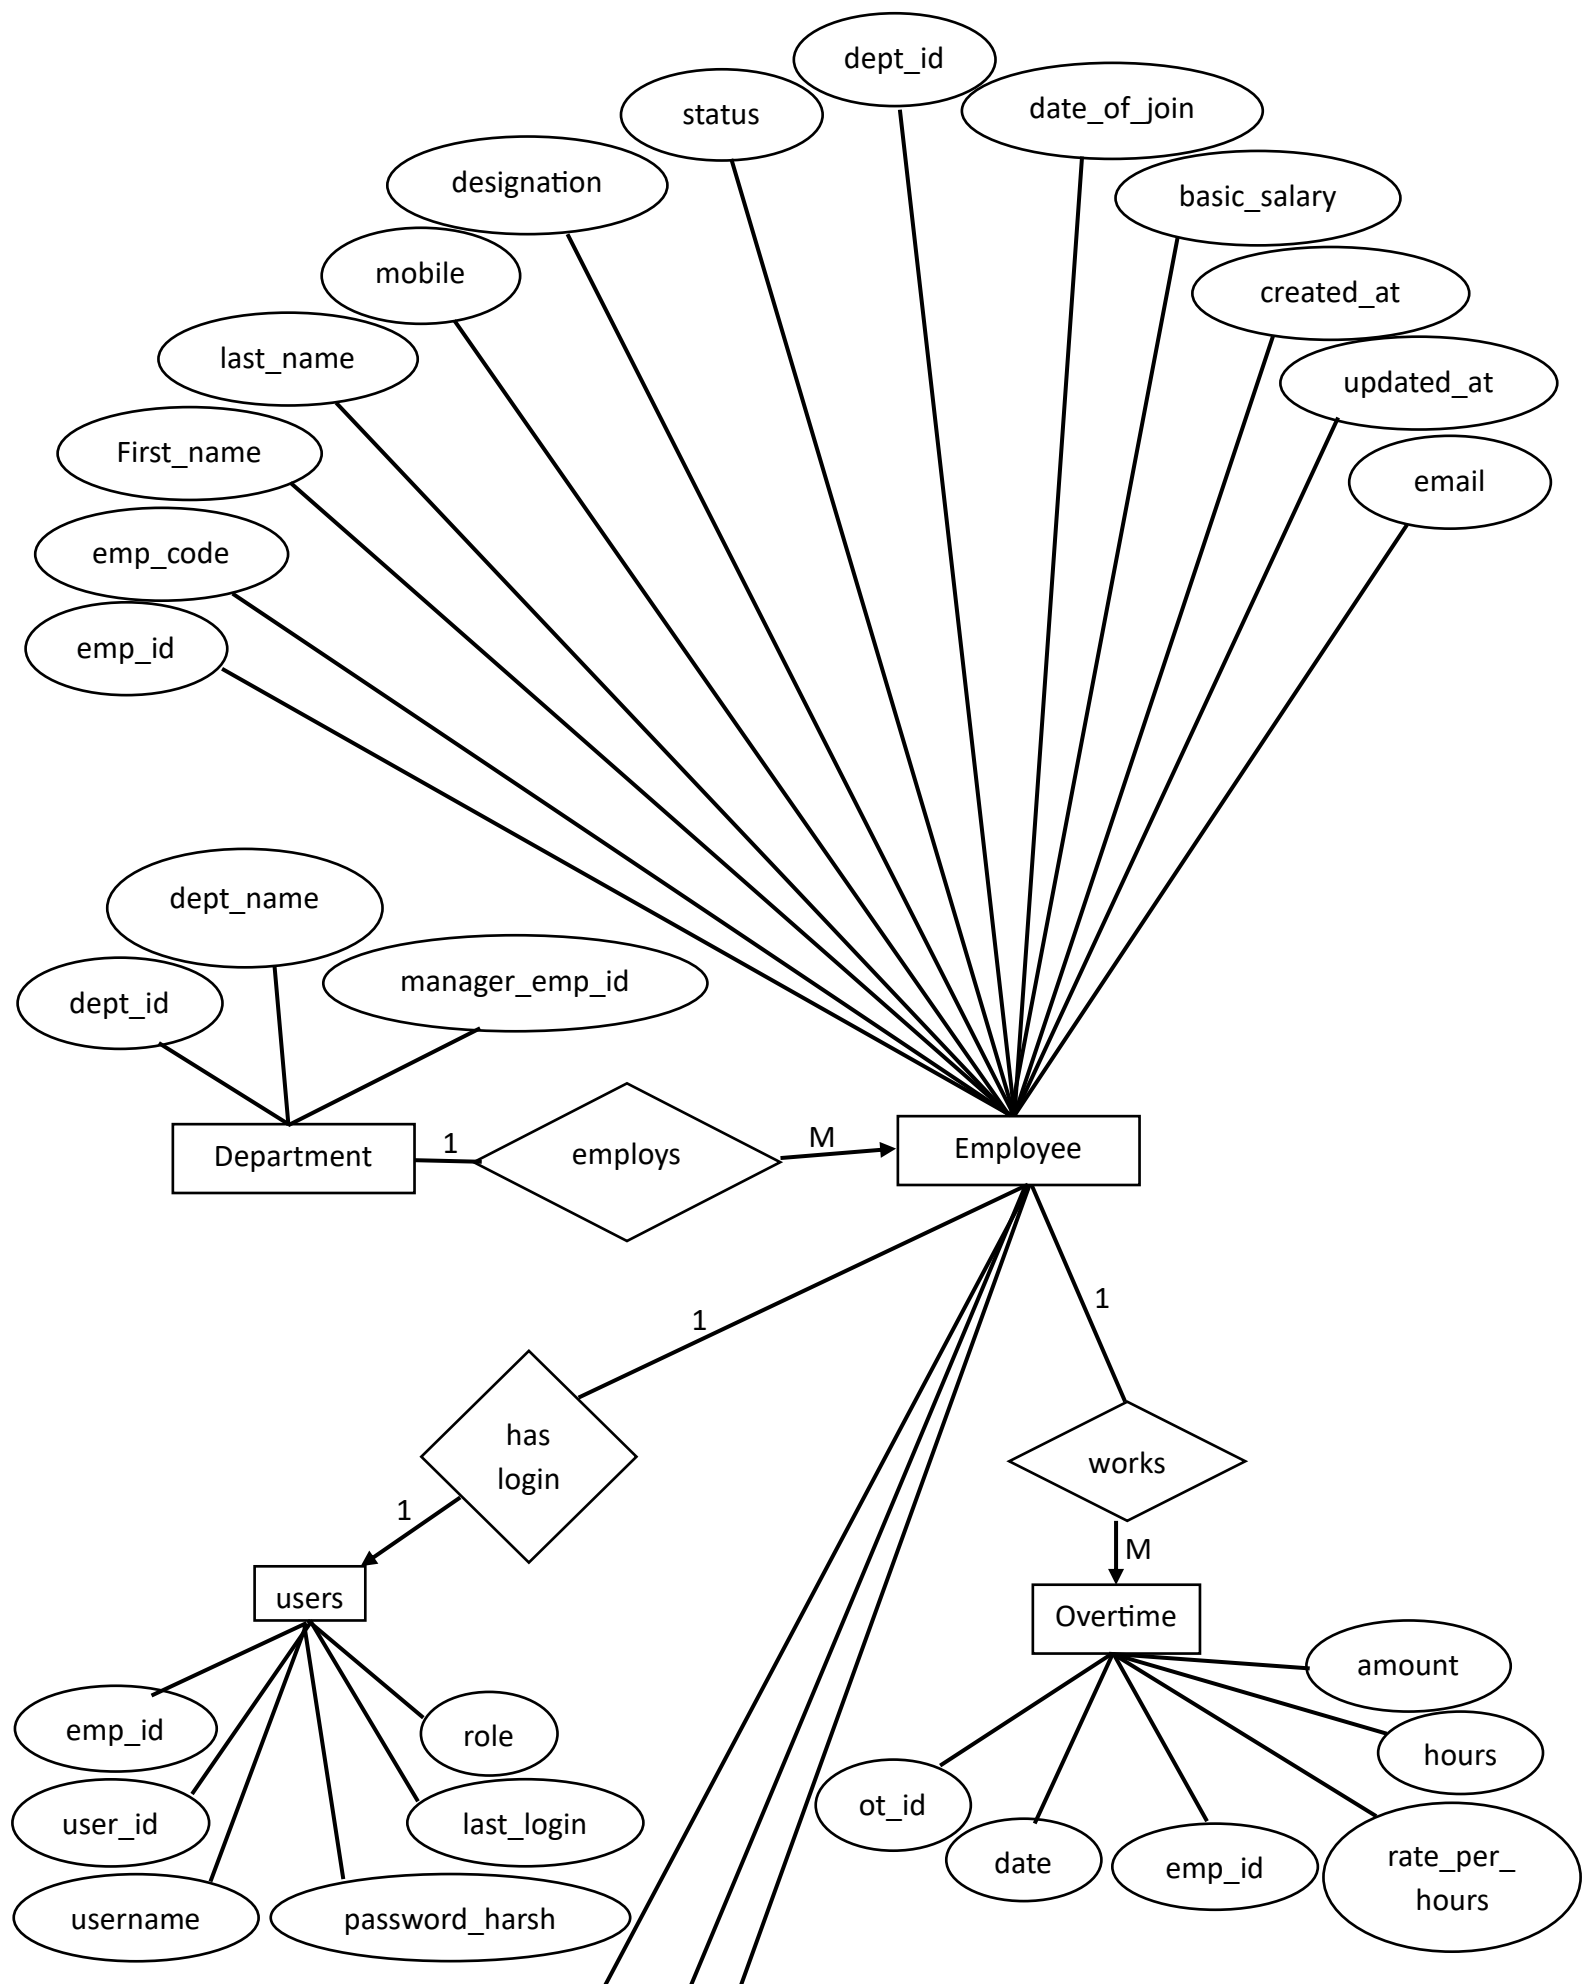 dept_id
date_of_join
status
designation
basic_salary
mobile
created_at
last_name
updated_at
First_name
email
emp_code
emp_id
dept_name
manager_emp_id
dept_id
Department
1
employs
M
Employee
1
1
has
login
works
1
M
users
Overtime
amount
emp_id
role
hours
user_id
last_login
ot_id
date
emp_id
rate_per_
hours
username
password_harsh